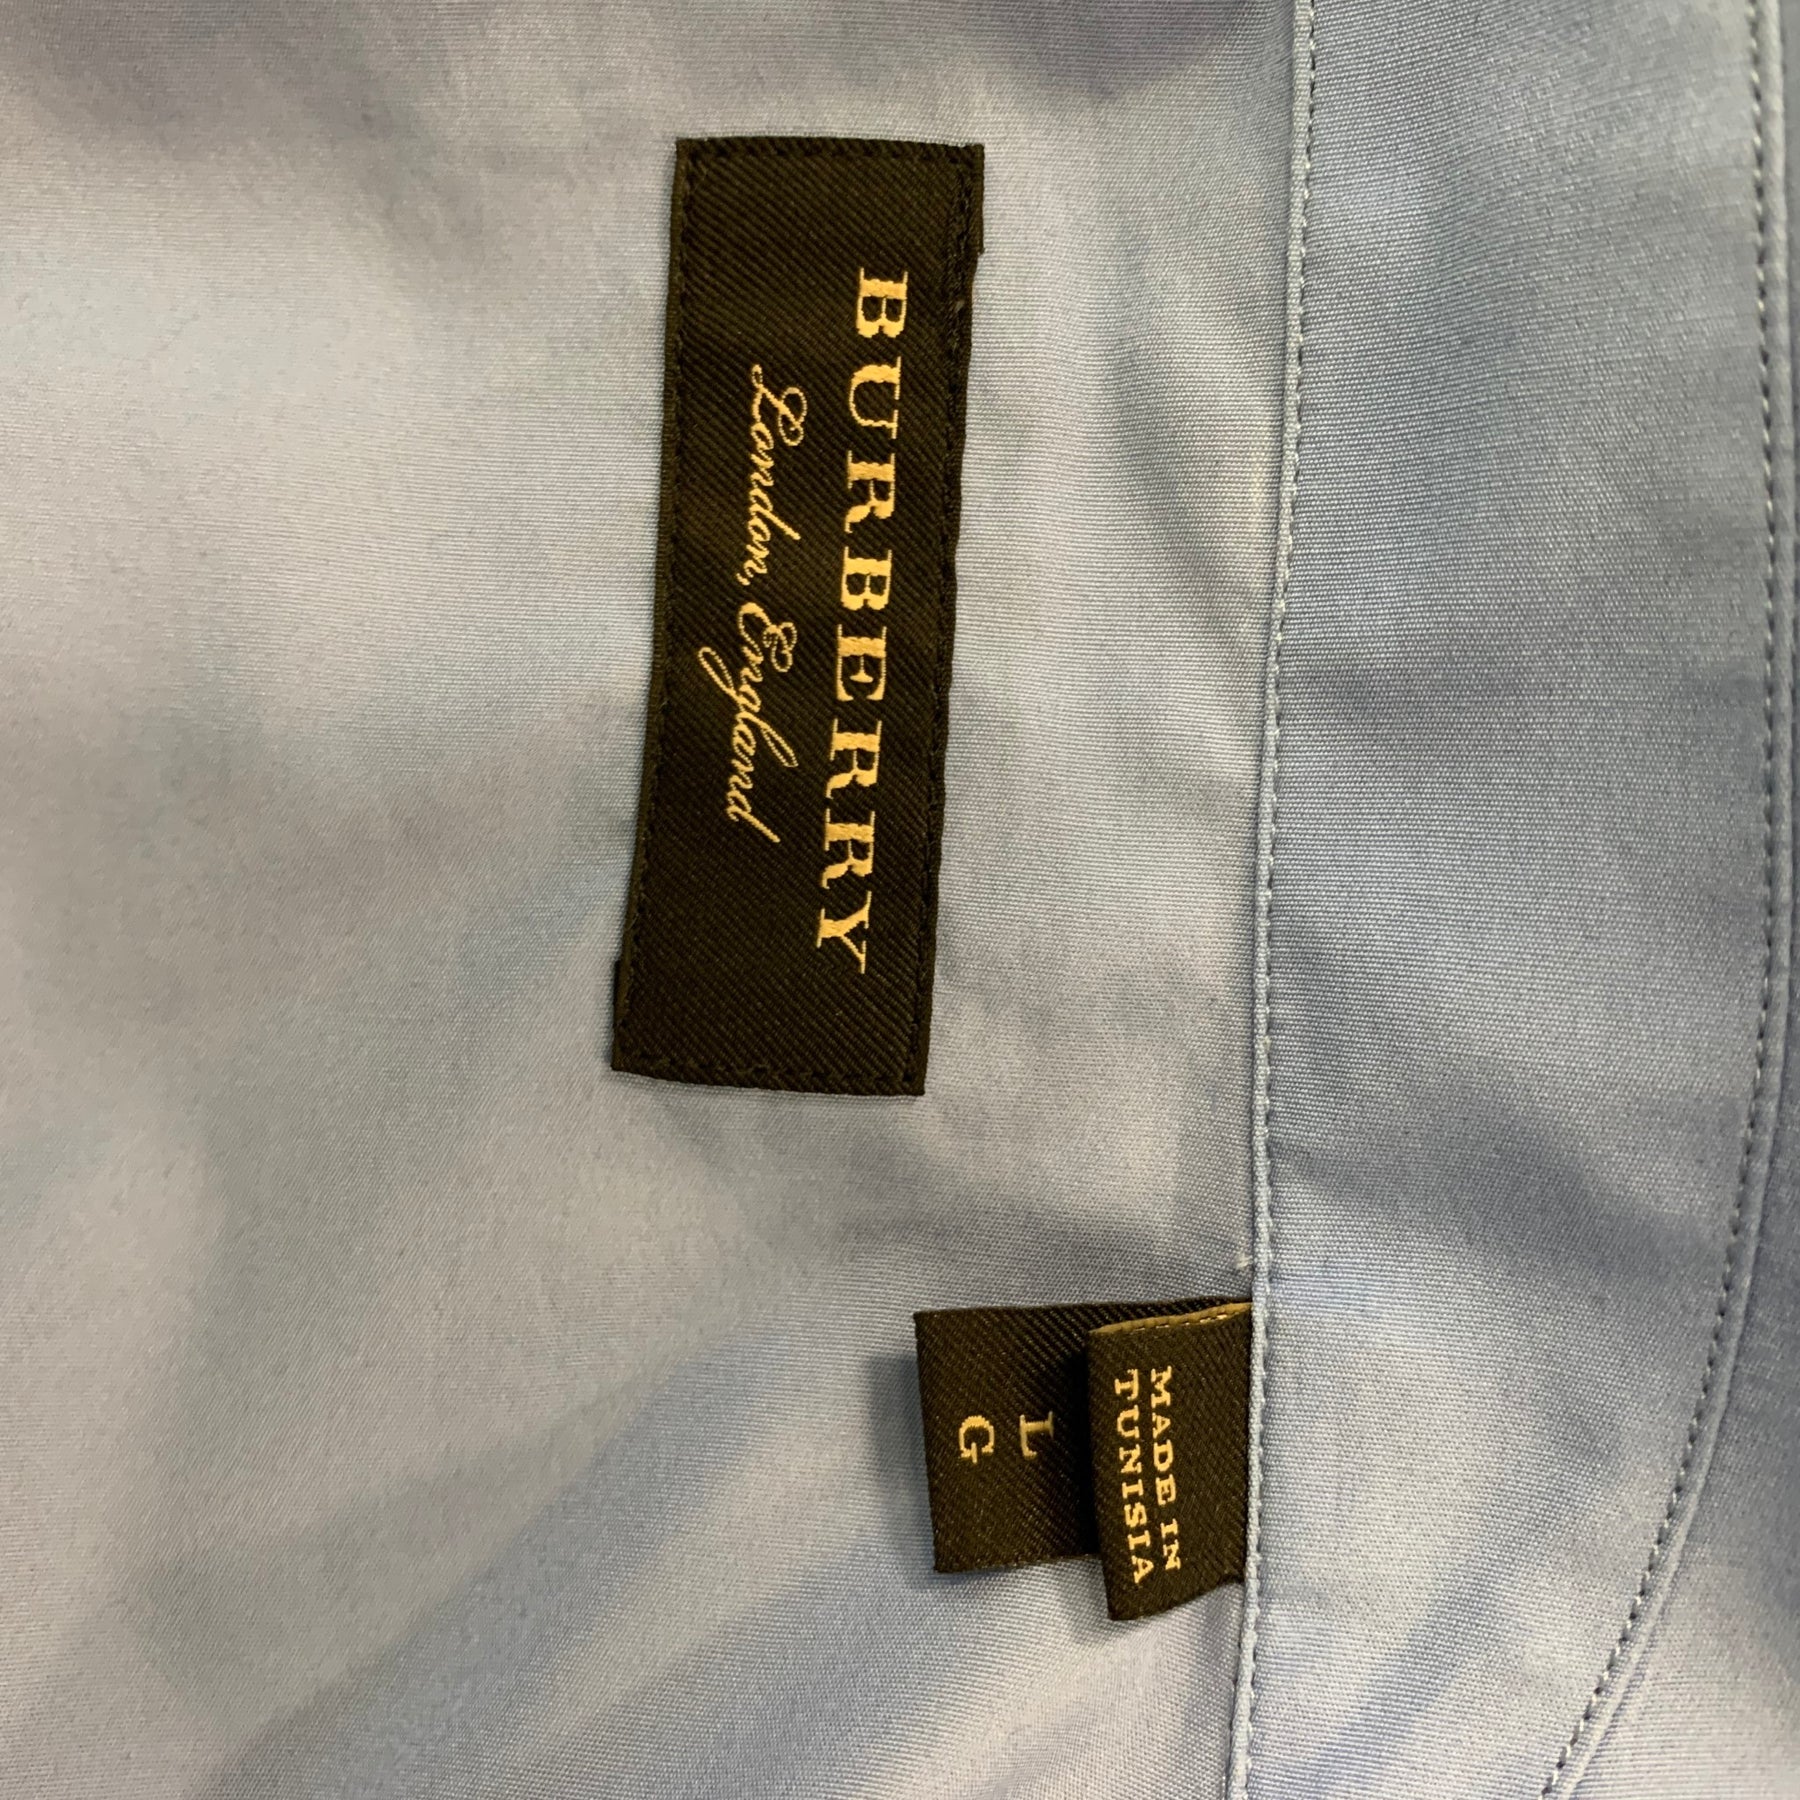 BURBERRY
London, England
L
G
MADE IN
TUNISIA